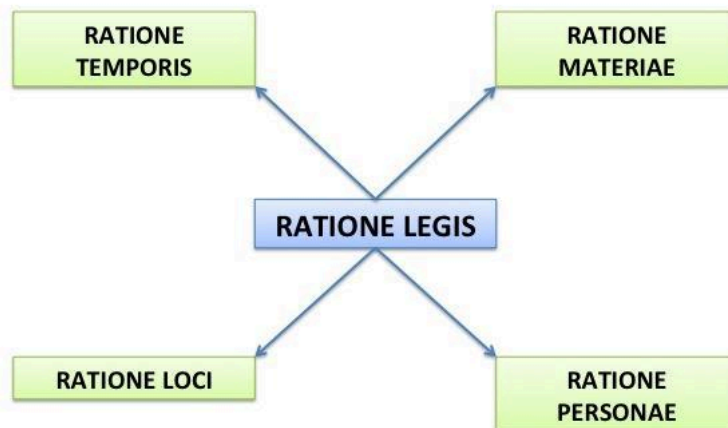 RATIONE
TEMPORIS
RATIONE
MATERIAE
RATIONE LEGIS
RATIONE LOCI
RATIONE
PERSONAE